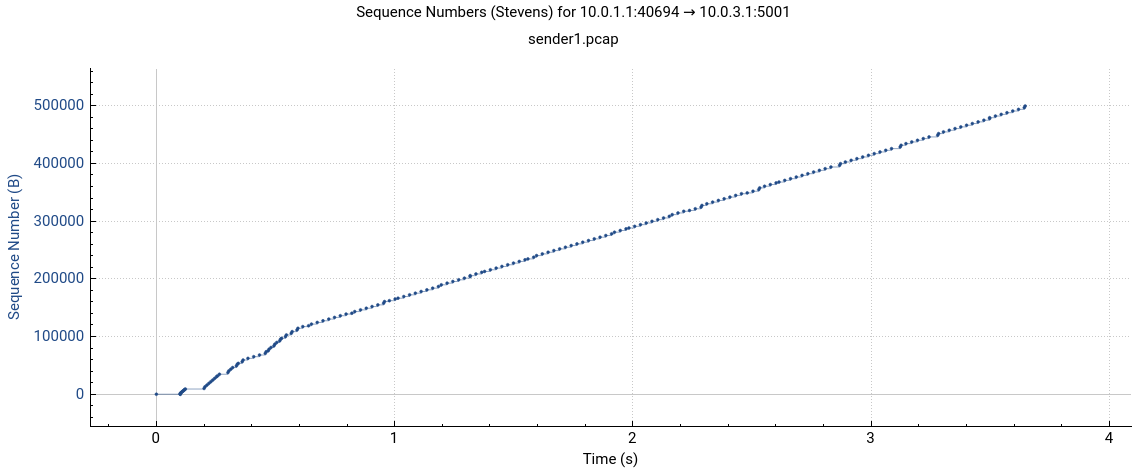 Sequence Numbers (Stevens) for 10.0.1.1:40694 → 10.0.3.1:5001
sender1.pcap
Sequence Number (B)
500000
400000
300000
200000
100000
0
0 1 2 3 4
Time (s)